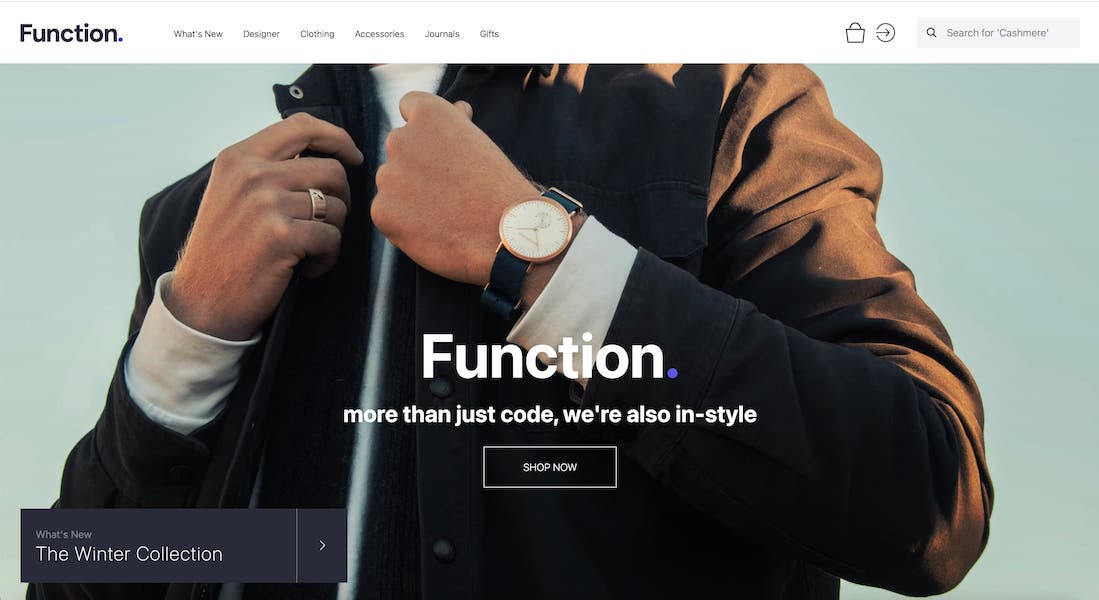 Function.
What's New
Designer
Clothing
Accessories
Journals
Gifts
Search for 'Cashmere'
Function.
more than just code, we're also in-style
SHOP NOW
What's New
The Winter Collection